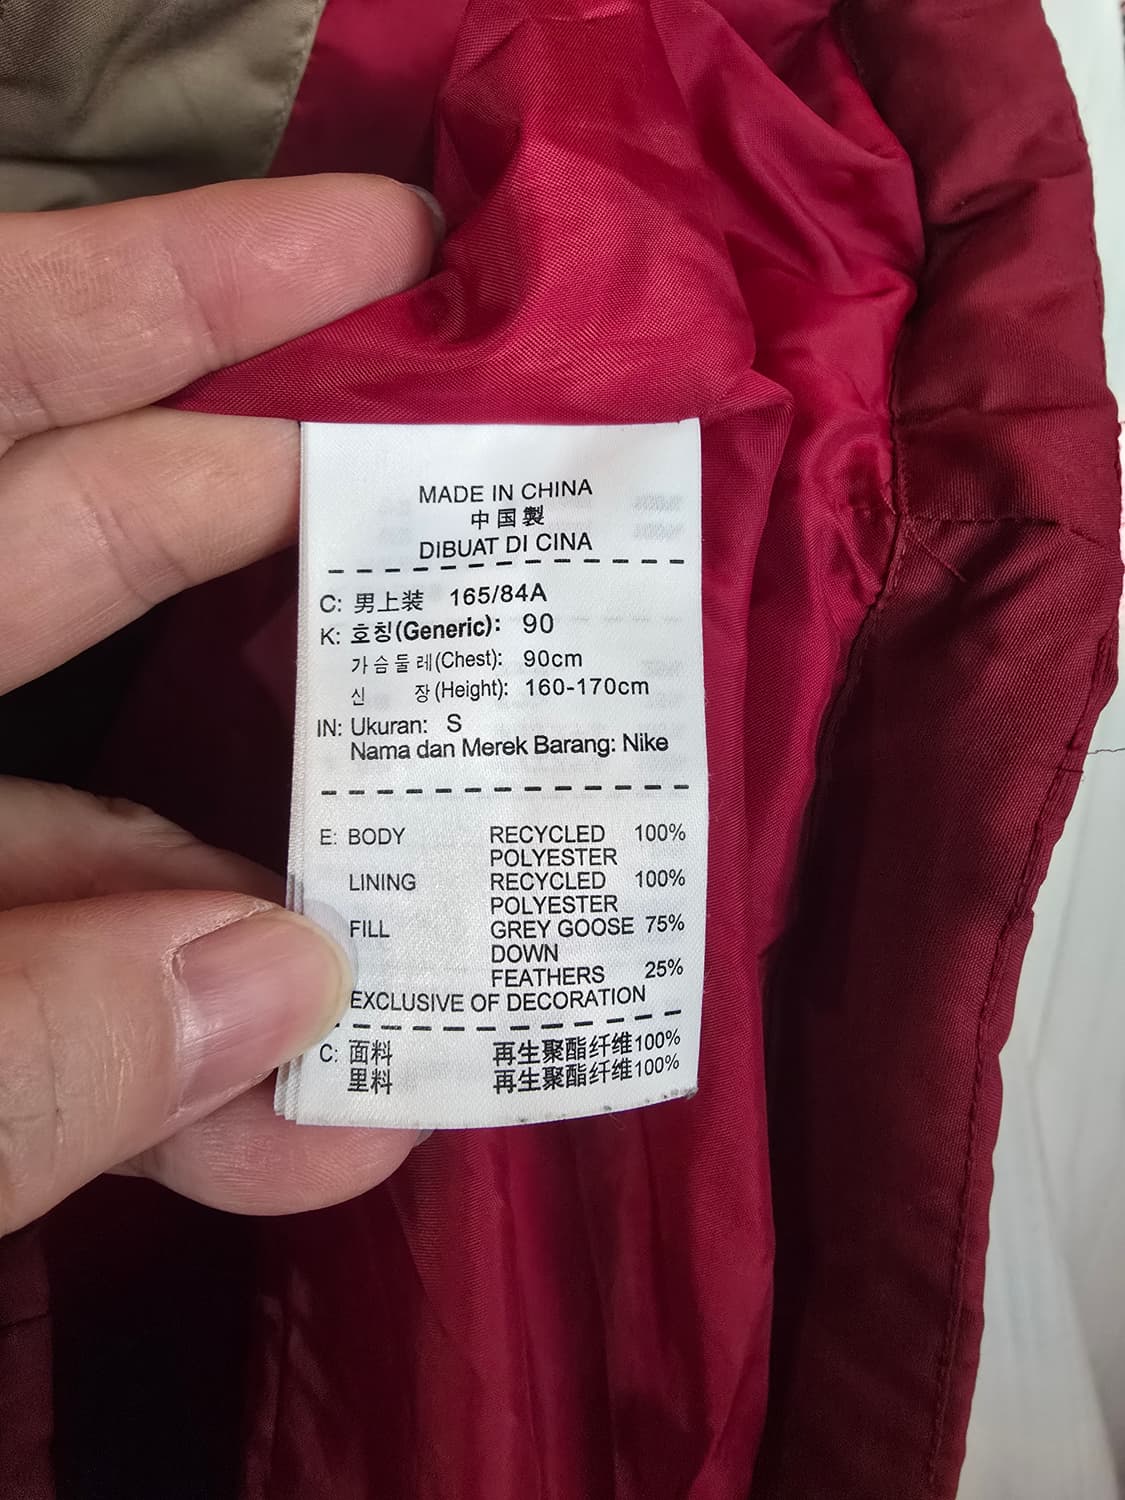 MADE IN CHINA
中国製
DIBUAT DI CINA
C: 男上装 165/84A
K: 호칭(Generic): 90
가슴둘레(Chest): 90cm
신 장(Height): 160-170cm
IN: Ukuran: S
Nama dan Merek Barang: Nike
E: BODY RECYCLED 100%
POLYESTER
LINING RECYCLED 100%
POLYESTER
FILL GREY GOOSE 75%
DOWN
FEATHERS 25%
EXCLUSIVE OF DECORATION
C: 面料 再生聚酯纤维100%
里料 再生聚酯纤维100%